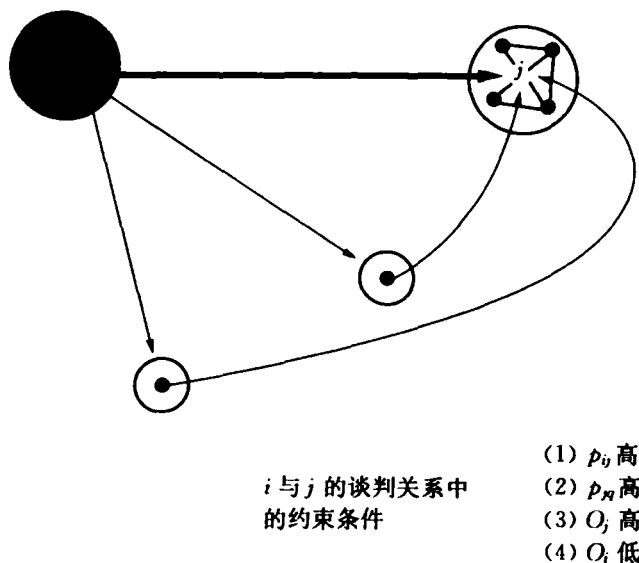 j
i 与 j 的谈判关系中
的约束条件
(1) p_ij 高
(2) p_jq 高
(3) O_j 高
(4) O_i 低